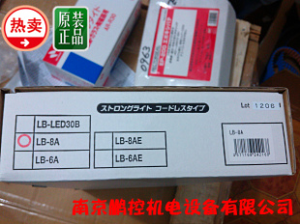 热卖
原装
正品
0963
ストロングライト コードレスタイプ
Lot 1208
LB-LED30B
LB-8A
LB-8AE
LB-6A
LB-6AE
LB-8A
南京鹏控机电设备有限公司